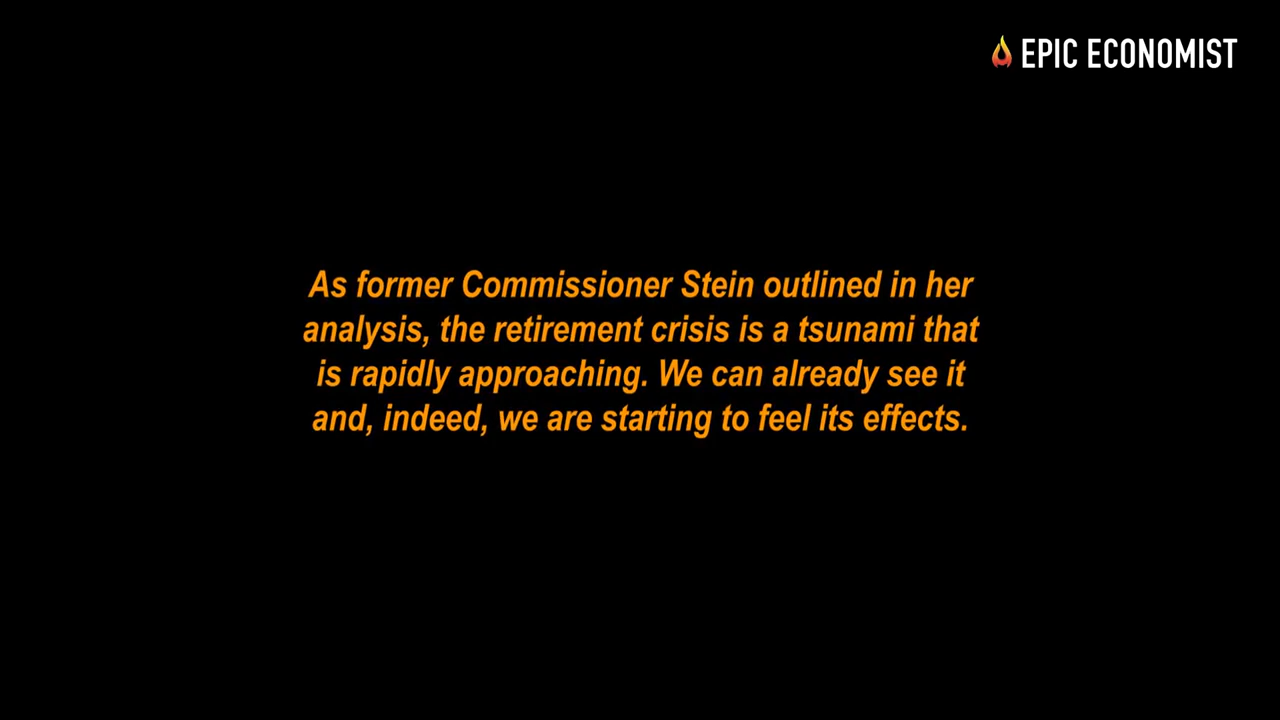 EPIC ECONOMIST
As former Commissioner Stein outlined in her
analysis, the retirement crisis is a tsunami that
is rapidly approaching. We can already see it
and, indeed, we are starting to feel its effects.